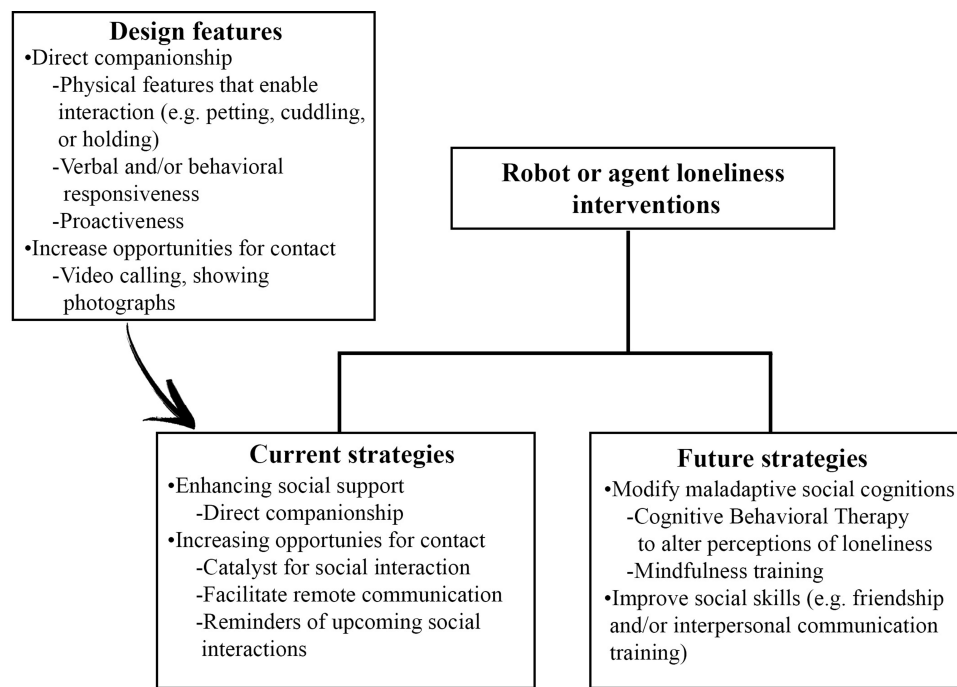 Design features
•Direct companionship
-Physical features that enable
interaction (e.g. petting, cuddling,
or holding)
-Verbal and/or behavioral
responsiveness
-Proactiveness
•Increase opportunities for contact
-Video calling, showing
photographs
Robot or agent loneliness
interventions
Current strategies
•Enhancing social support
-Direct companionship
•Increasing opportunies for contact
-Catalyst for social interaction
-Facilitate remote communication
-Reminders of upcoming social
interactions
Future strategies
•Modify maladaptive social cognitions
-Cognitive Behavioral Therapy
to alter perceptions of loneliness
-Mindfulness training
•Improve social skills (e.g. friendship
and/or interpersonal communication
training)